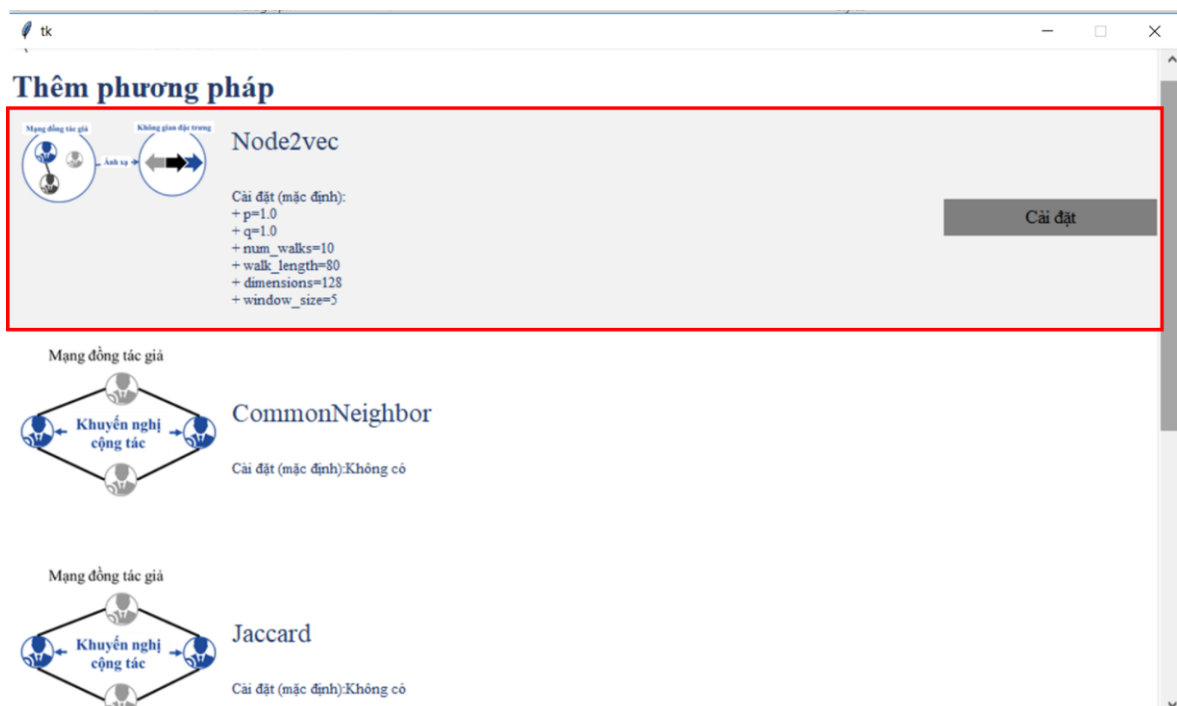 tk
Thêm phương pháp
Mạng đồng tác giả
Không gian đặc trưng
Ánh xạ
Node2vec
Cài đặt (mặc định):
+ p=1.0
+ q=1.0
+ num_walks=10
+ walk_length=80
+ dimensions=128
+ window_size=5
Cài đặt
Mạng đồng tác giả
Khuyến nghị
cộng tác
CommonNeighbor
Cài đặt (mặc định):Không có
Mạng đồng tác giả
Khuyến nghị
cộng tác
Jaccard
Cài đặt (mặc định):Không có